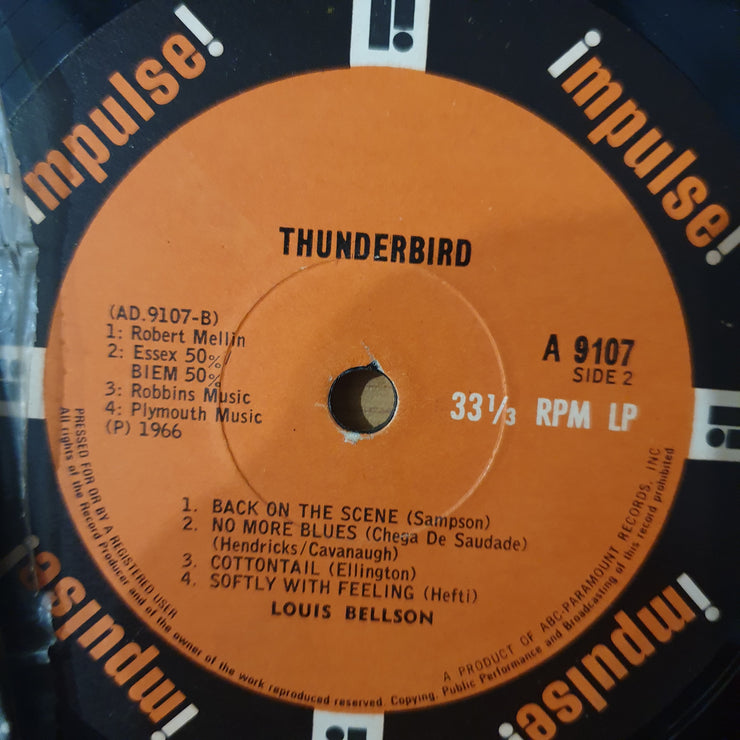 impulse!
impulse!
THUNDERBIRD
(AD.9107-B)
1: Robert Mellin
2: Essex 50%
BIEM 50%
3: Robbins Music
4: Plymouth Music
(P) 1966
A 9107
SIDE 2
33 1/3 RPM LP
1. BACK ON THE SCENE (Sampson)
2. NO MORE BLUES (Chega De Saudade)
(Hendricks/Cavanaugh)
3. COTTONTAIL (Ellington)
4. SOFTLY WITH FEELING (Hefti)
LOUIS BELLSON
PRESSED FOR OR BY A REGISTERED USER
A PRODUCT OF ABC-PARAMOUNT RECORDS, INC
All rights of the Record Producer and of the owner of the work reproduced reserved. Copying, Public Performance and Broadcasting of this record prohibited
impulse!
impulse!